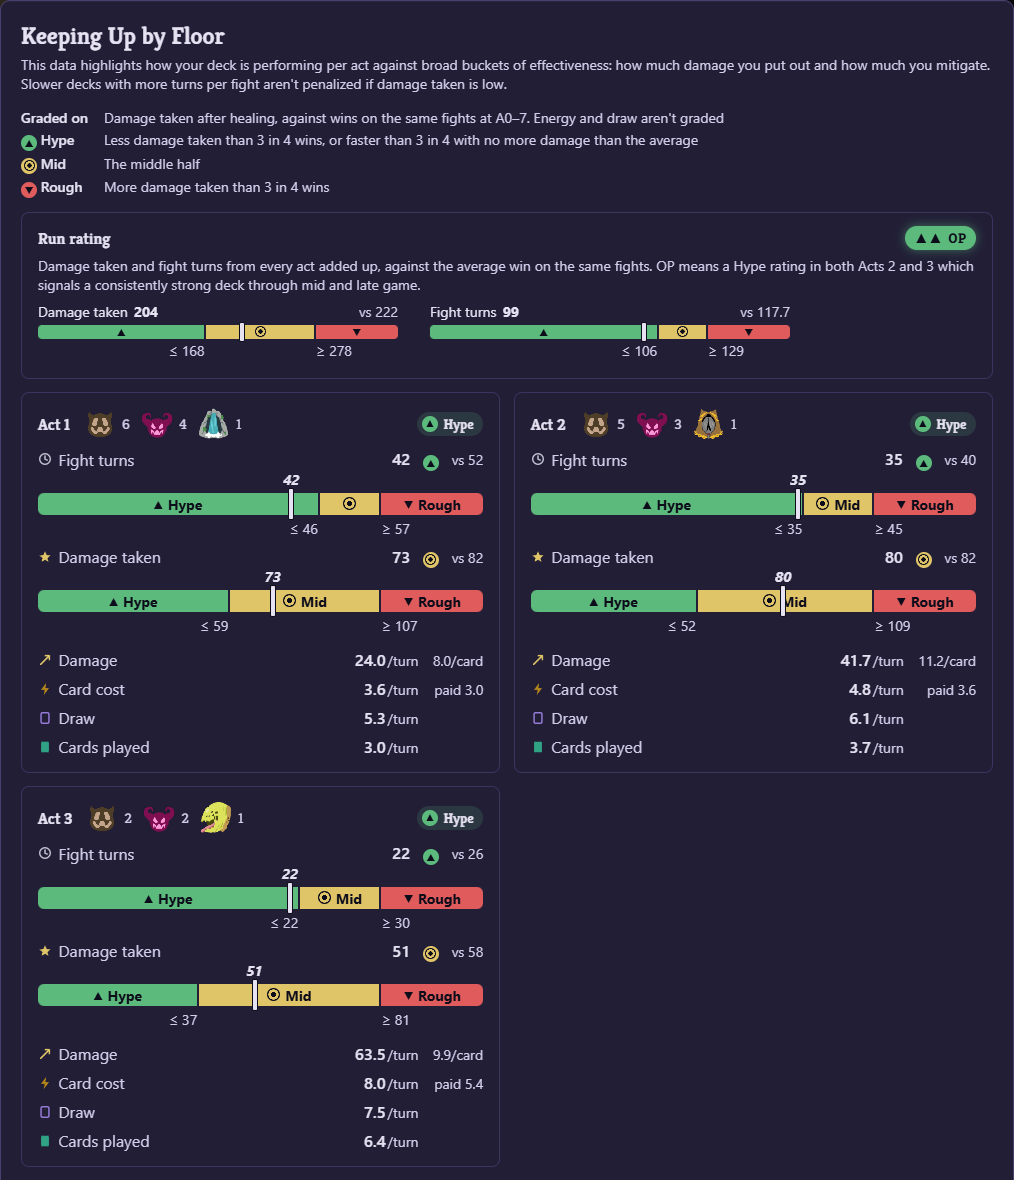 Keeping Up by Floor
This data highlights how your deck is performing per act against broad buckets of effectiveness: how much damage you put out and how much you mitigate.
Slower decks with more turns per fight aren't penalized if damage taken is low.
Graded on Damage taken after healing, against wins on the same fights at A0–7. Energy and draw aren't graded
Hype Less damage taken than 3 in 4 wins, or faster than 3 in 4 with no more damage than the average
Mid The middle half
Rough More damage taken than 3 in 4 wins
Run rating OP
Damage taken and fight turns from every act added up, against the average win on the same fights. OP means a Hype rating in both Acts 2 and 3 which
signals a consistently strong deck through mid and late game.
Damage taken 204 vs 222
≤ 168 ≥ 278
Fight turns 99 vs 117.7
≤ 106 ≥ 129
Act 1 6 4 1 Hype
Fight turns 42 vs 52
42
Hype Rough
≤ 46 ≥ 57
Damage taken 73 vs 82
73
Hype Mid Rough
≤ 59 ≥ 107
Damage 24.0/turn 8.0/card
Card cost 3.6/turn paid 3.0
Draw 5.3/turn
Cards played 3.0/turn
Act 2 5 3 1 Hype
Fight turns 35 vs 40
35
Hype Mid Rough
≤ 35 ≥ 45
Damage taken 80 vs 82
80
Hype Mid Rough
≤ 52 ≥ 109
Damage 41.7/turn 11.2/card
Card cost 4.8/turn paid 3.6
Draw 6.1/turn
Cards played 3.7/turn
Act 3 2 2 1 Hype
Fight turns 22 vs 26
22
Hype Mid Rough
≤ 22 ≥ 30
Damage taken 51 vs 58
51
Hype Mid Rough
≤ 37 ≥ 81
Damage 63.5/turn 9.9/card
Card cost 8.0/turn paid 5.4
Draw 7.5/turn
Cards played 6.4/turn